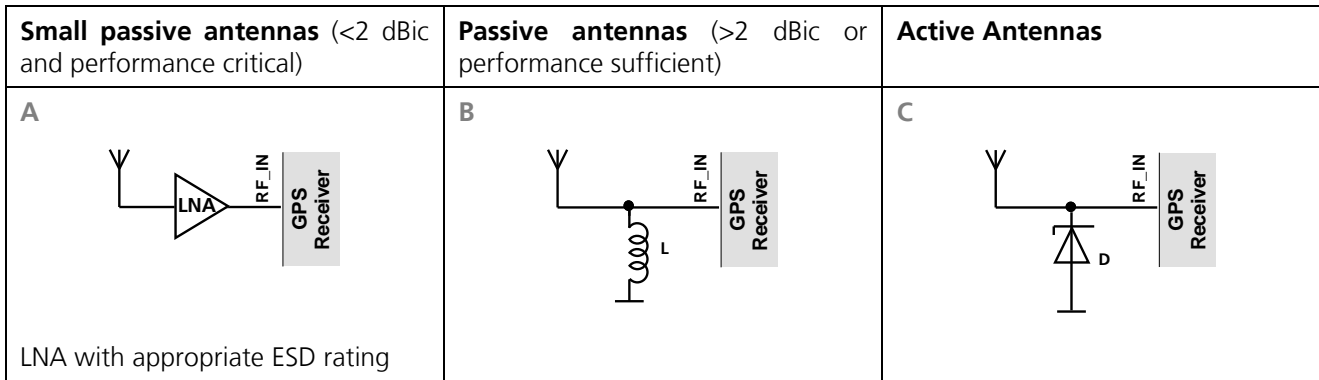 Small passive antennas (<2 dBic
and performance critical)
Passive antennas (>2 dBic or
performance sufficient)
Active Antennas
A
LNA
RF_IN
GPS
Receiver
LNA with appropriate ESD rating
B
L
RF_IN
GPS
Receiver
C
D
RF_IN
GPS
Receiver